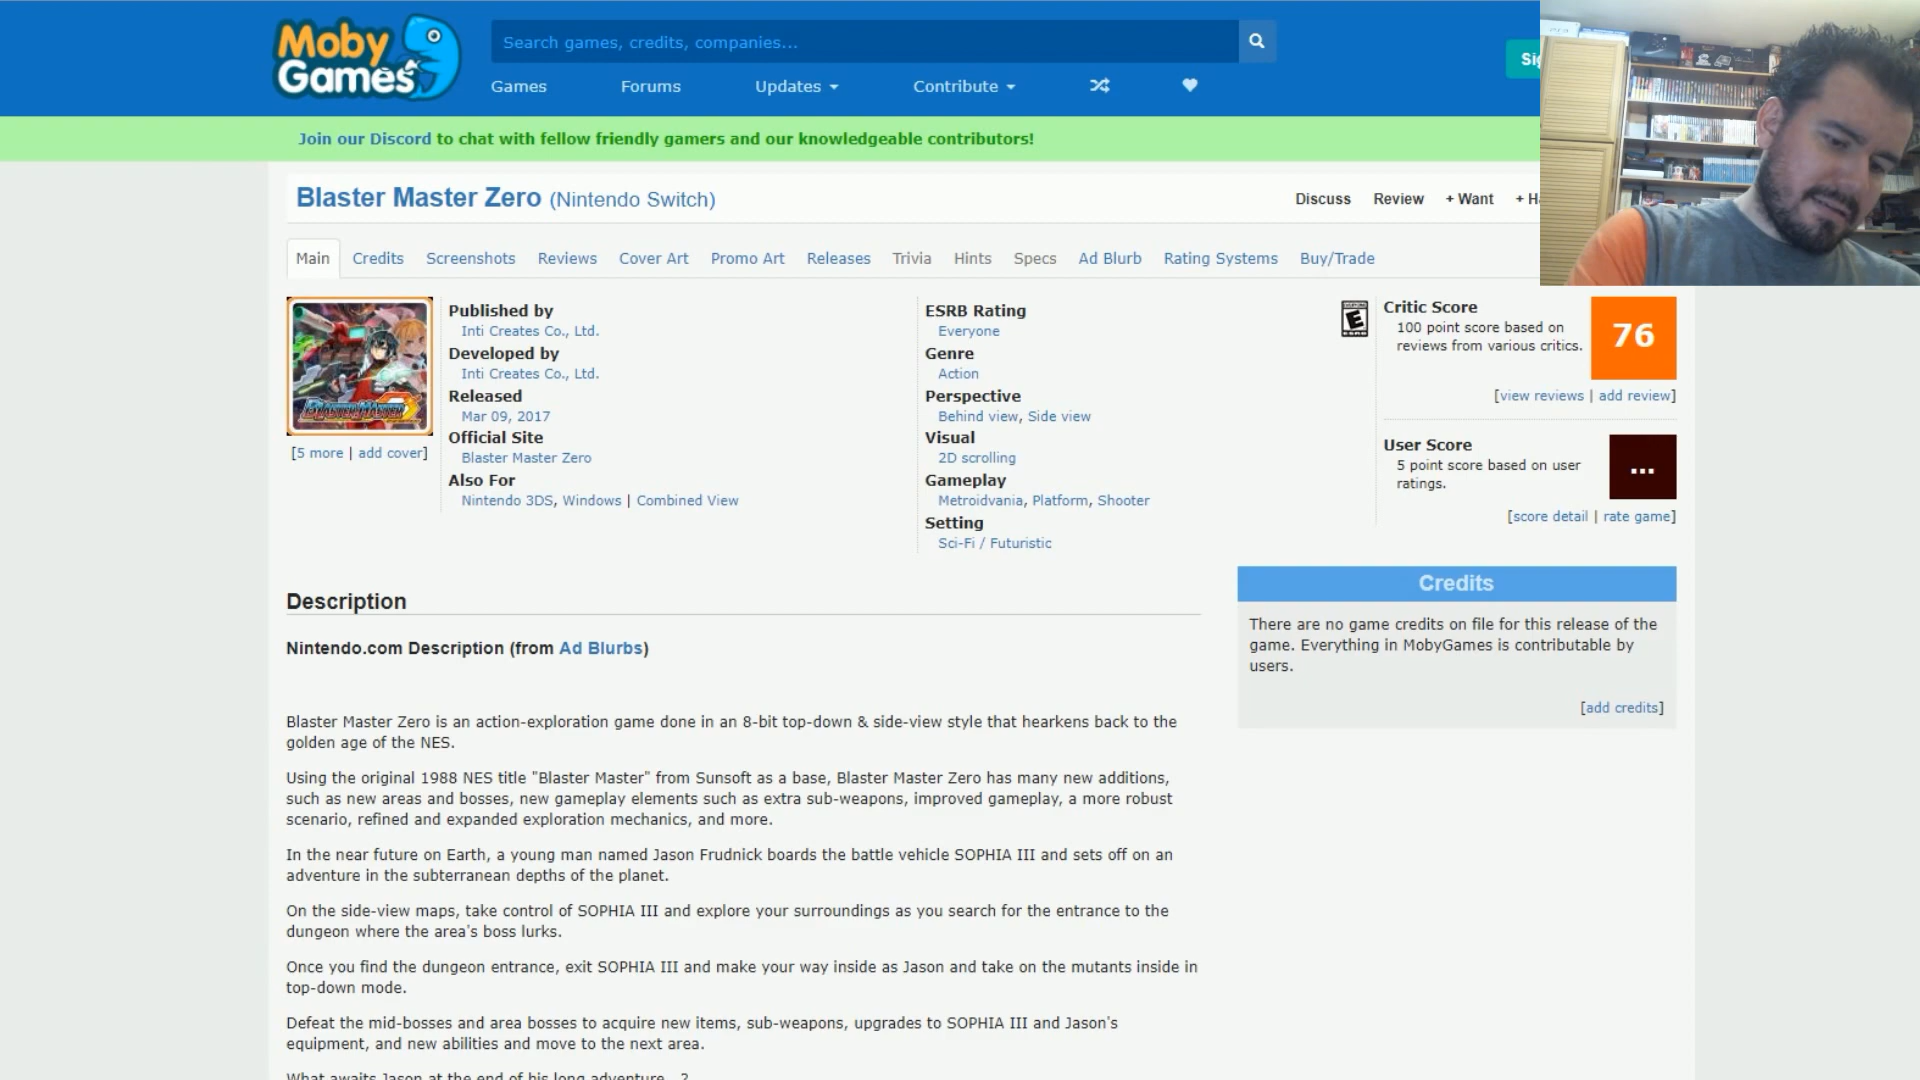 Moby
Games
Search games, credits, companies...
Games Forums Updates Contribute
Join our Discord to chat with fellow friendly gamers and our knowledgeable contributors!
Blaster Master Zero (Nintendo Switch)
Discuss Review + Want
Main Credits Screenshots Reviews Cover Art Promo Art Releases Trivia Hints Specs Ad Blurb Rating Systems Buy/Trade
BLASTER MASTER
[5 more | add cover]
Published by
Inti Creates Co., Ltd.
Developed by
Inti Creates Co., Ltd.
Released
Mar 09, 2017
Official Site
Blaster Master Zero
Also For
Nintendo 3DS, Windows | Combined View
ESRB Rating
Everyone
Genre
Action
Perspective
Behind view, Side view
Visual
2D scrolling
Gameplay
Metroidvania, Platform, Shooter
Setting
Sci-Fi / Futuristic
E
Critic Score
100 point score based on
reviews from various critics.
76
[view reviews | add review]
User Score
5 point score based on user
ratings.
...
[score detail | rate game]
Description
Nintendo.com Description (from Ad Blurbs)
Blaster Master Zero is an action-exploration game done in an 8-bit top-down & side-view style that hearkens back to the
golden age of the NES.
Using the original 1988 NES title "Blaster Master" from Sunsoft as a base, Blaster Master Zero has many new additions,
such as new areas and bosses, new gameplay elements such as extra sub-weapons, improved gameplay, a more robust
scenario, refined and expanded exploration mechanics, and more.
In the near future on Earth, a young man named Jason Frudnick boards the battle vehicle SOPHIA III and sets off on an
adventure in the subterranean depths of the planet.
On the side-view maps, take control of SOPHIA III and explore your surroundings as you search for the entrance to the
dungeon where the area's boss lurks.
Once you find the dungeon entrance, exit SOPHIA III and make your way inside as Jason and take on the mutants inside in
top-down mode.
Defeat the mid-bosses and area bosses to acquire new items, sub-weapons, upgrades to SOPHIA III and Jason's
equipment, and new abilities and move to the next area.
What awaits Jason at the end of his long adventure...?
Credits
There are no game credits on file for this release of the
game. Everything in MobyGames is contributable by
users.
[add credits]